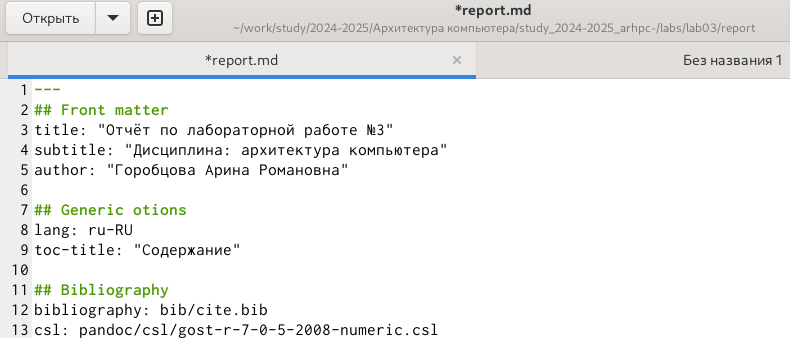 Открыть
*report.md
~/work/study/2024-2025/Архитектура компьютера/study_2024-2025_arhpc-/labs/lab03/report
*report.md ×
Без названия 1
1 ---
2 ## Front matter
3 title: "Отчёт по лабораторной работе №3"
4 subtitle: "Дисциплина: архитектура компьютера"
5 author: "Горобцова Арина Романовна"
6
7 ## Generic otions
8 lang: ru-RU
9 toc-title: "Содержание"
10
11 ## Bibliography
12 bibliography: bib/cite.bib
13 csl: pandoc/csl/gost-r-7-0-5-2008-numeric.csl